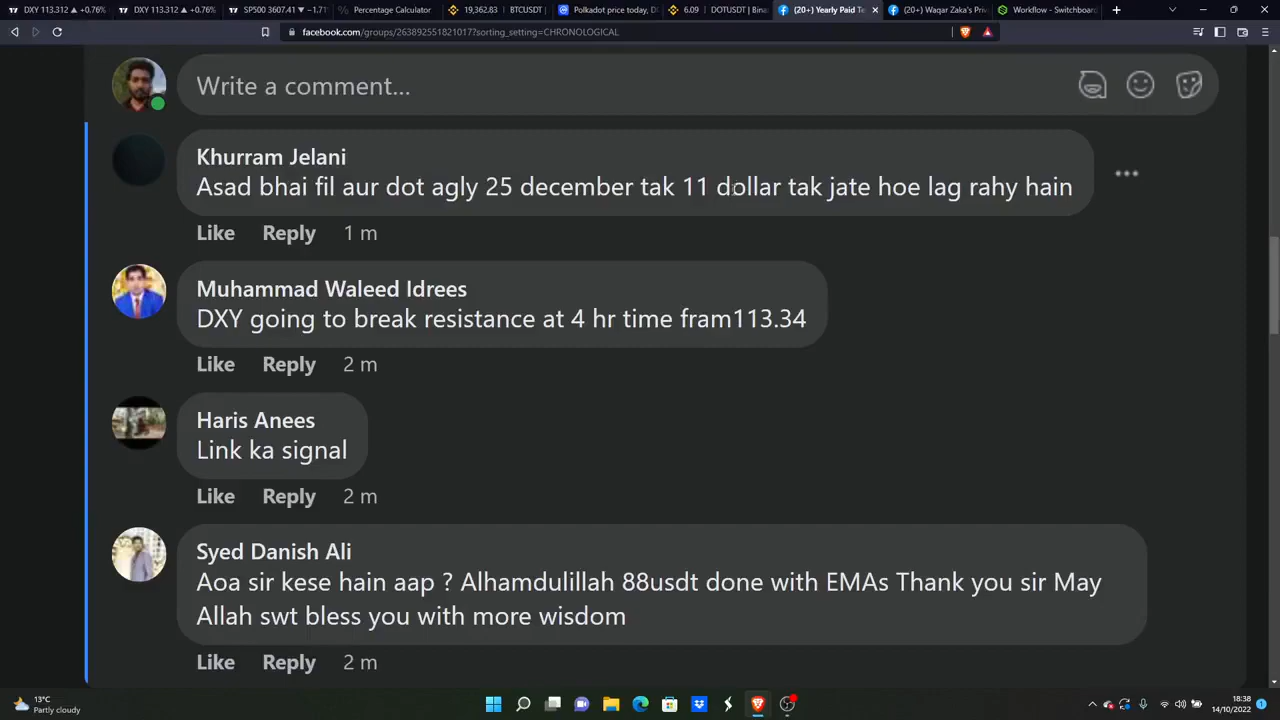 DXY 113.312 ▲ +0.76%
DXY 113.312 ▲ +0.76%
SPX 3607.41 ▼ −1.71
Percentage Calculator
19,362.83 | BTCUSDT |
Polkadot price today, D
6.09 | DOTUSDT | Bina
(20+) Yearly Paid Te
(20+) Waqar Zaka's Pri
Workflow - Switchboard
facebook.com/groups/263892551821017?sorting_setting=CHRONOLOGICAL
Write a comment...
Khurram Jelani
Asad bhai fil aur dot agly 25 december tak 11 dollar tak jate hoe lag rahy hain
Like Reply 1 m
Muhammad Waleed Idrees
DXY going to break resistance at 4 hr time fram113.34
Like Reply 2 m
Haris Anees
Link ka signal
Like Reply 2 m
Syed Danish Ali
Aoa sir kese hain aap ? Alhamdulillah 88usdt done with EMAs Thank you sir May
Allah swt bless you with more wisdom
Like Reply 2 m
13°C
Partly cloudy
18:38
14/10/2022